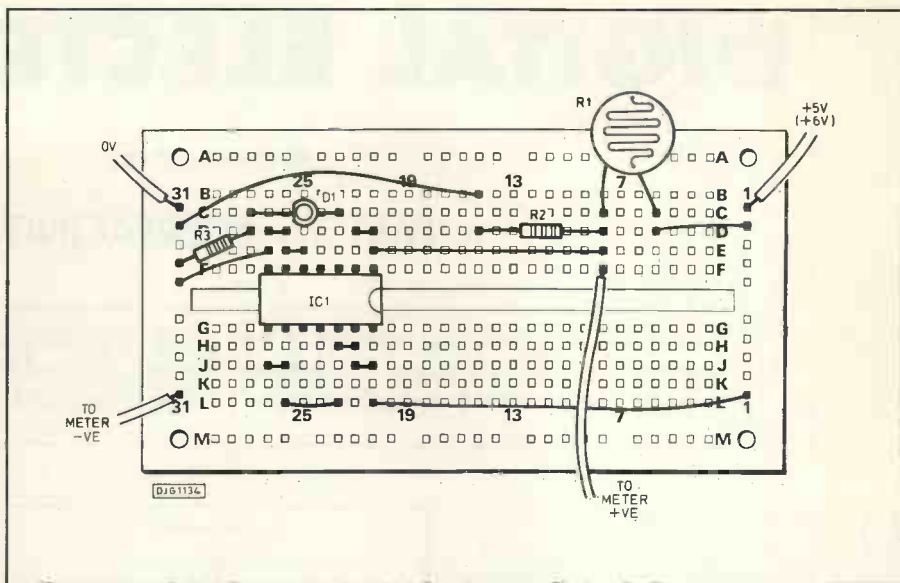 R1
+5V
(+6V)
0V
A A
31 B 25 19 13 7 B 1
C D1 C
D R2 D
R3 E E
F F
IC1
G G
H H
J J
K K
L L
31 25 19 13 7 1
M M
TO
METER
-VE
TO
METER
+VE
DJG1134